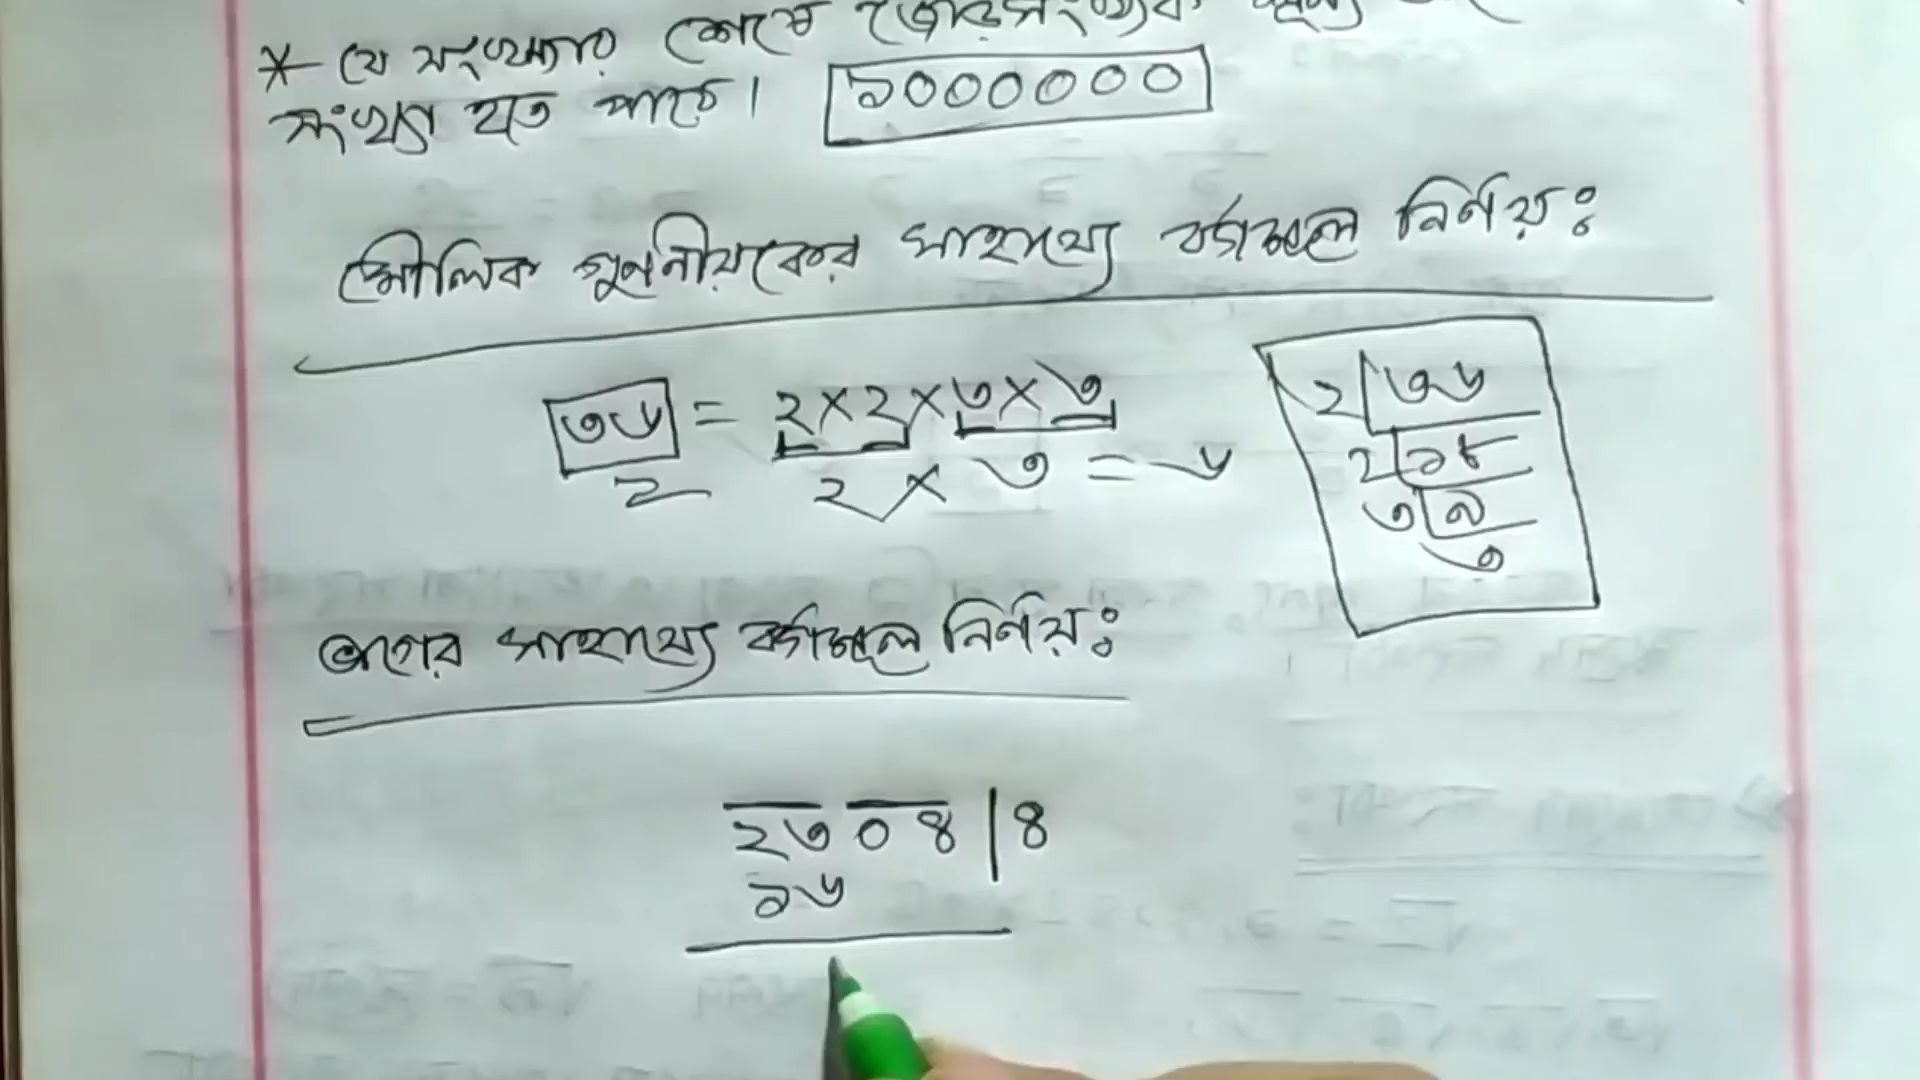 * যে সংখ্যার শেষে জোড়সংখ্যক শূন্য
সংখ্যা হতে পারে। ১০০০০০০
মৌলিক গুণনীয়কের সাহায্যে বর্গমূল নির্ণয়ঃ
৩৬ = ২×২×৩×৩
২ ২×৩ = ৬
২ ৩৬
২ ১৮
৩ ৯
৩
ভাগের সাহায্যে বর্গমূল নির্ণয়ঃ
২৩০৪ | ৪
১৬